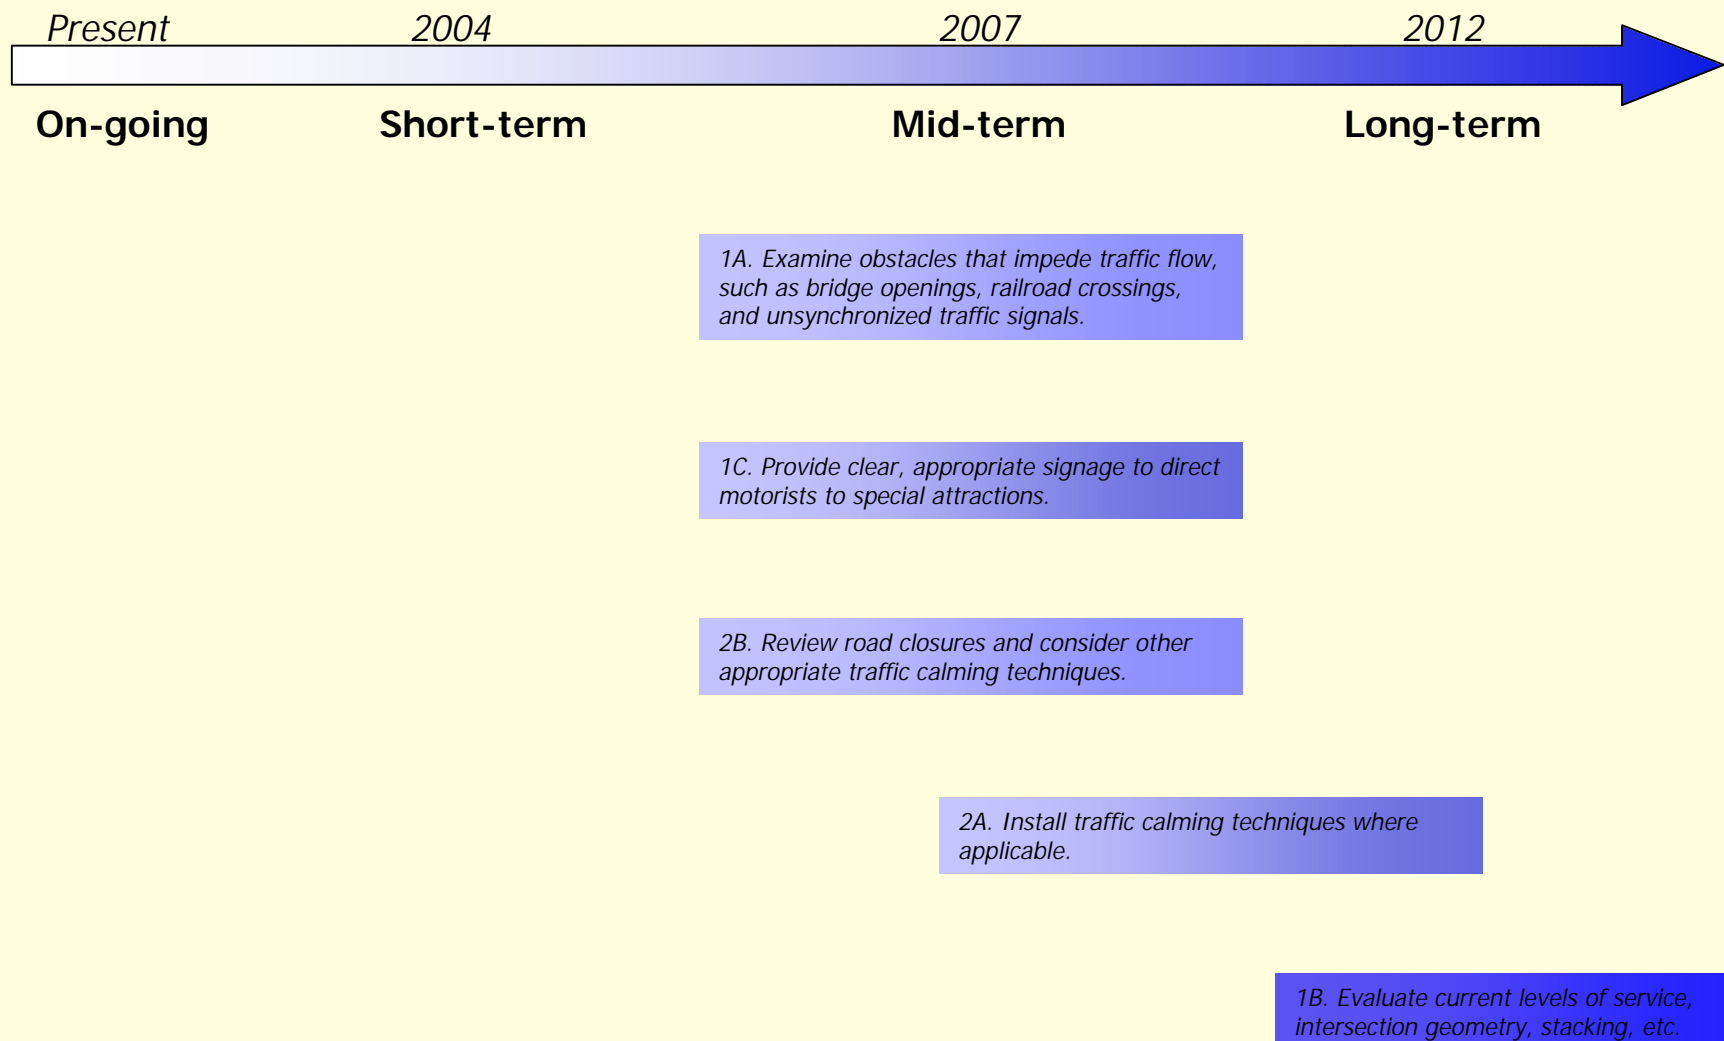 Present 2004 2007 2012
On-going Short-term Mid-term Long-term
1A. Examine obstacles that impede traffic flow,
such as bridge openings, railroad crossings,
and unsynchronized traffic signals.
1C. Provide clear, appropriate signage to direct
motorists to special attractions.
2B. Review road closures and consider other
appropriate traffic calming techniques.
2A. Install traffic calming techniques where
applicable.
1B. Evaluate current levels of service,
intersection geometry, stacking, etc.